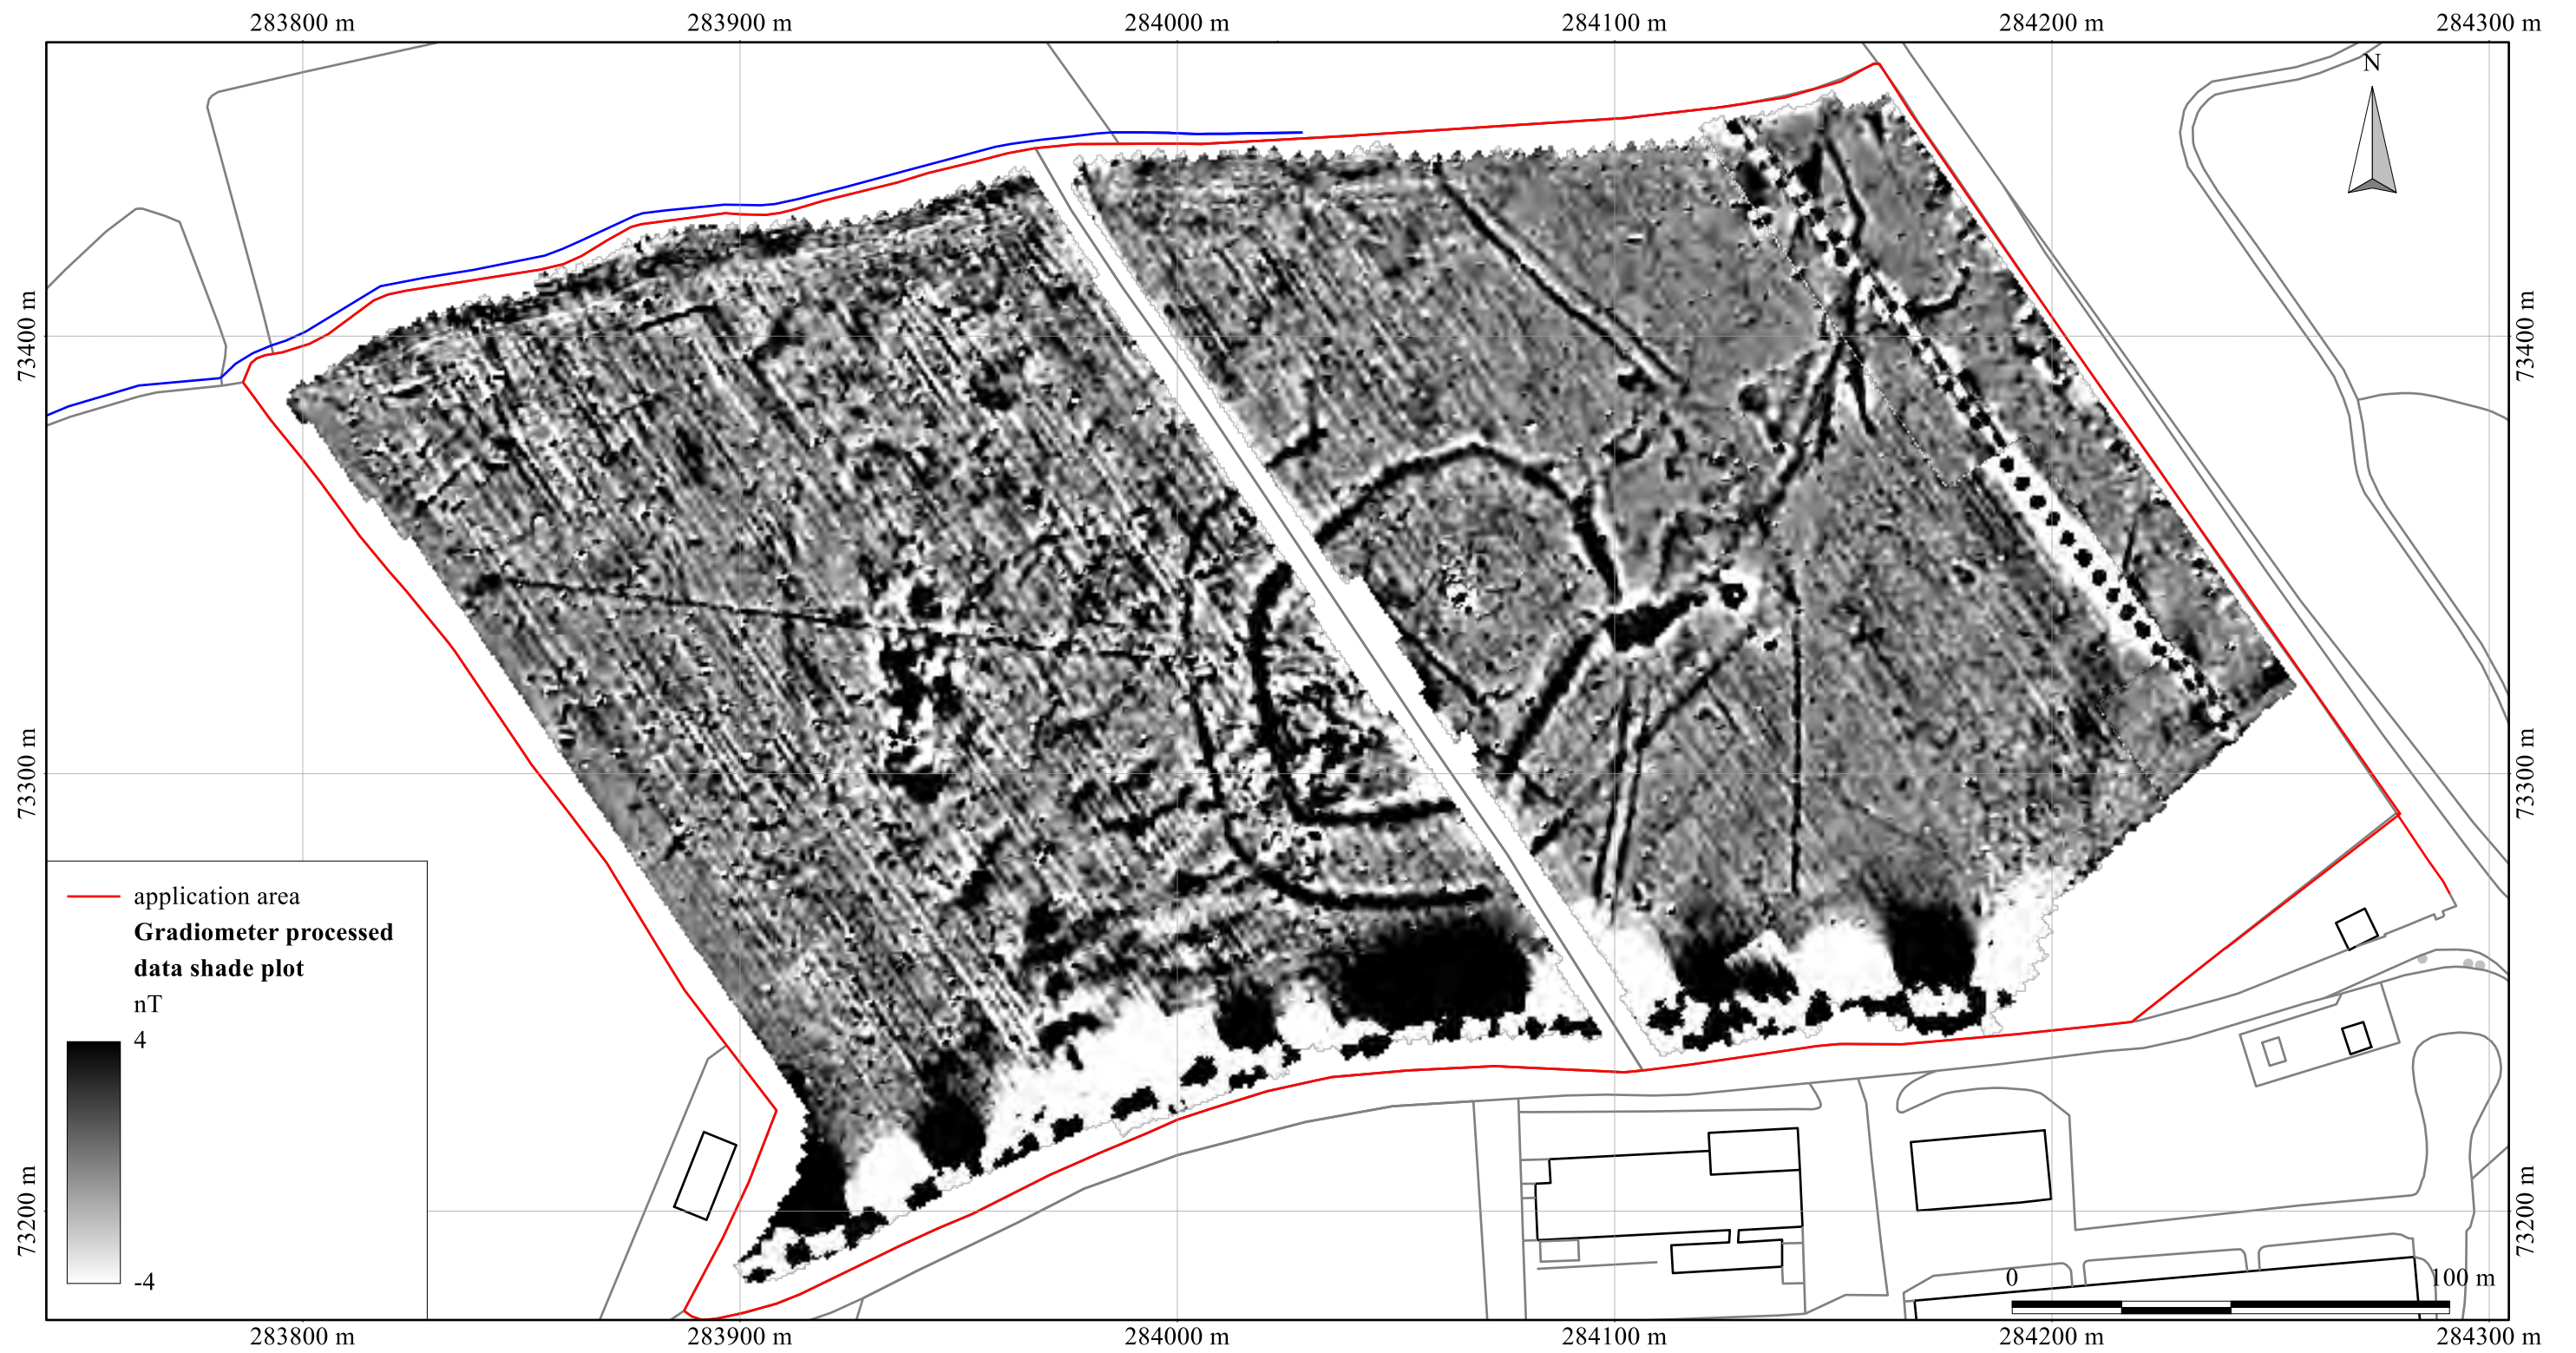 283800 m 283900 m 284000 m 284100 m 284200 m 284300 m
N
73400 m 73400 m
73300 m 73300 m
application area
Gradiometer processed
data shade plot
nT
4
-4
73200 m 73200 m
0 100 m
283800 m 283900 m 284000 m 284100 m 284200 m 284300 m